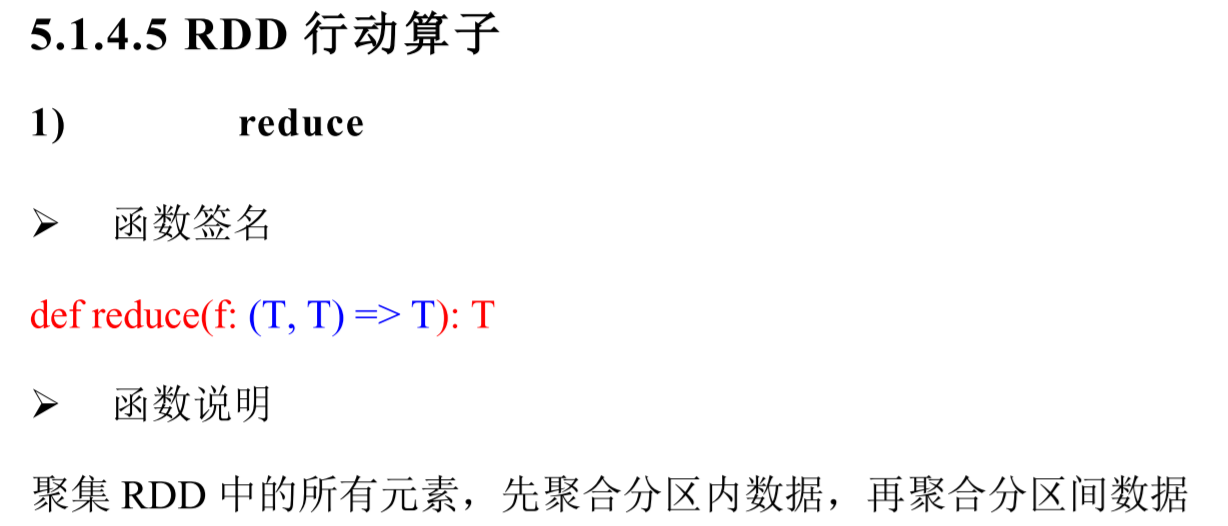 5.1.4.5 RDD 行动算子
1) reduce
➢ 函数签名
def reduce(f: (T, T) => T): T
➢ 函数说明
聚集 RDD 中的所有元素，先聚合分区内数据，再聚合分区间数据